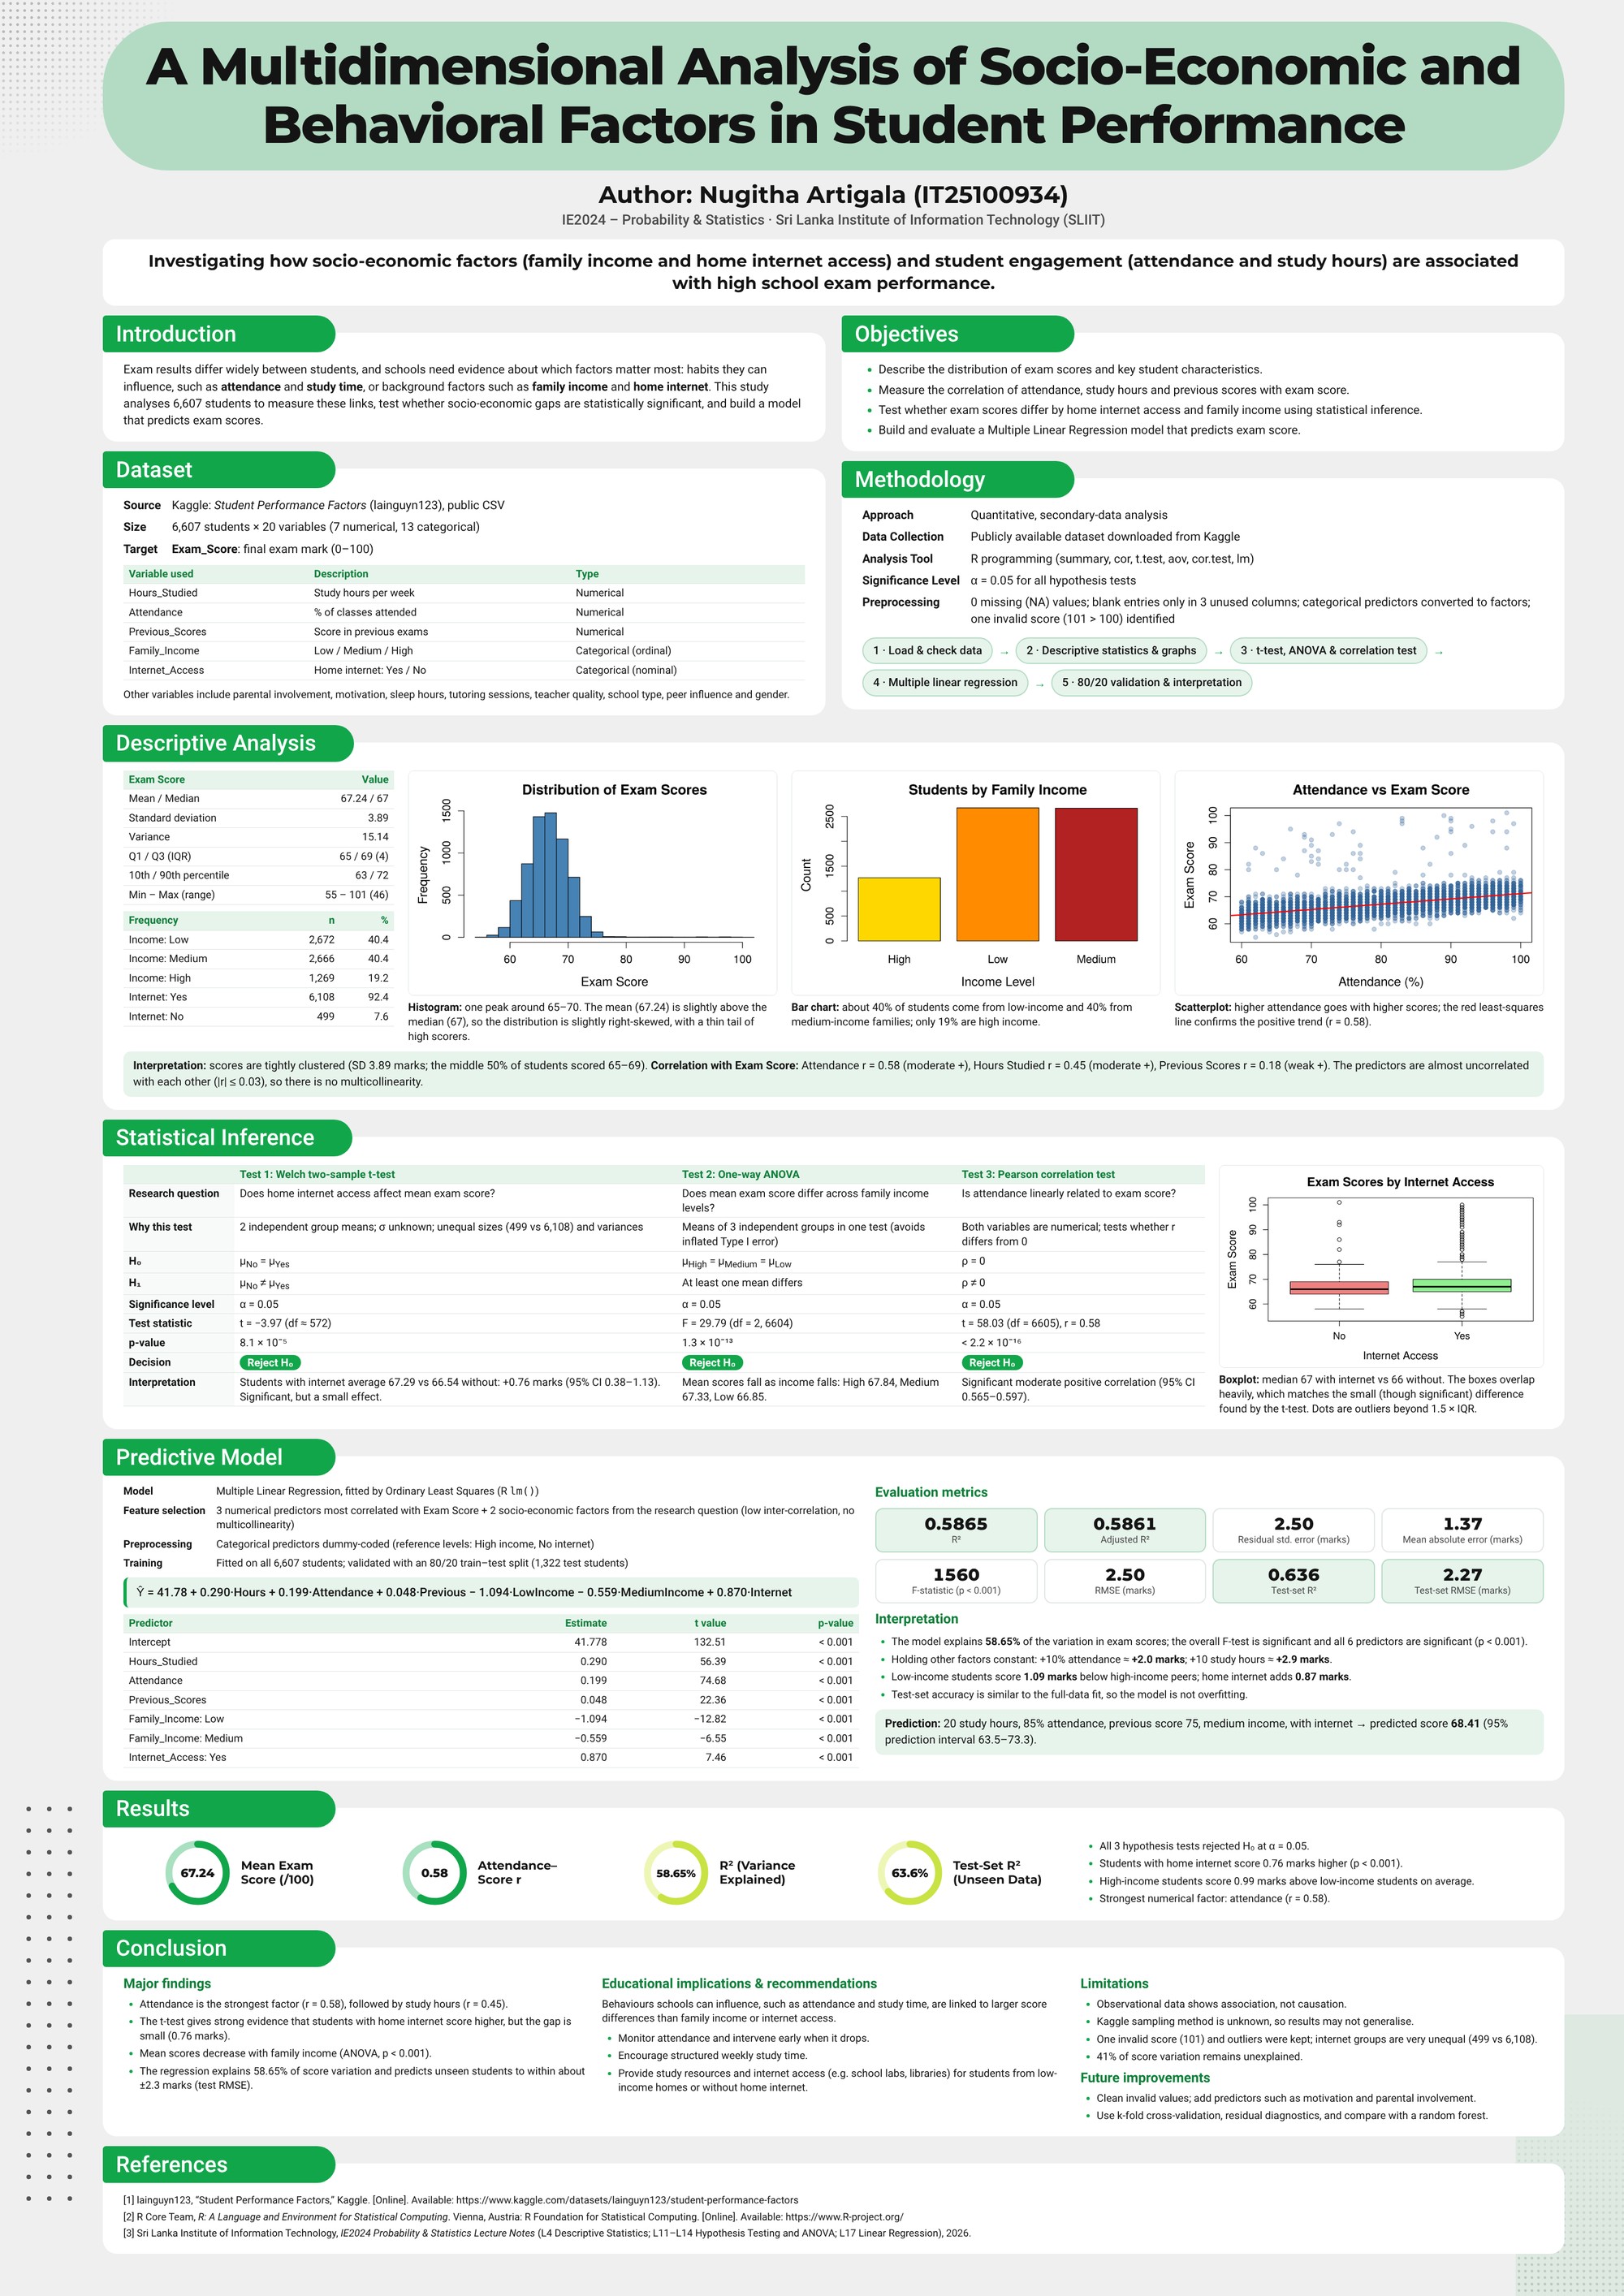 A Multidimensional Analysis of Socio-Economic and
Behavioral Factors in Student Performance
Author: Nugitha Artigala (IT25100934)
IE2024 – Probability & Statistics · Sri Lanka Institute of Information Technology (SLIIT)
Investigating how socio-economic factors (family income and home internet access) and student engagement (attendance and study hours) are associated
with high school exam performance.
Introduction
Exam results differ widely between students, and schools need evidence about which factors matter most: habits they can
influence, such as attendance and study time, or background factors such as family income and home internet. This study
analyses 6,607 students to measure these links, test whether socio-economic gaps are statistically significant, and build a model
that predicts exam scores.
Objectives
• Describe the distribution of exam scores and key student characteristics.
• Measure the correlation of attendance, study hours and previous scores with exam score.
• Test whether exam scores differ by home internet access and family income using statistical inference.
• Build and evaluate a Multiple Linear Regression model that predicts exam score.
Dataset
Source Kaggle: Student Performance Factors (lainguyn123), public CSV
Size 6,607 students × 20 variables (7 numerical, 13 categorical)
Target Exam_Score: final exam mark (0–100)
Variable used Description Type
Hours_Studied Study hours per week Numerical
Attendance % of classes attended Numerical
Previous_Scores Score in previous exams Numerical
Family_Income Low / Medium / High Categorical (ordinal)
Internet_Access Home internet: Yes / No Categorical (nominal)
Other variables include parental involvement, motivation, sleep hours, tutoring sessions, teacher quality, school type, peer influence and gender.
Methodology
Approach Quantitative, secondary-data analysis
Data Collection Publicly available dataset downloaded from Kaggle
Analysis Tool R programming (summary, cor, t.test, aov, cor.test, lm)
Significance Level α = 0.05 for all hypothesis tests
Preprocessing 0 missing (NA) values; blank entries only in 3 unused columns; categorical predictors converted to factors;
one invalid score (101 > 100) identified
1 · Load & check data → 2 · Descriptive statistics & graphs → 3 · t-test, ANOVA & correlation test →
4 · Multiple linear regression → 5 · 80/20 validation & interpretation
Descriptive Analysis
Exam Score Value
Mean / Median 67.24 / 67
Standard deviation 3.89
Variance 15.14
Q1 / Q3 (IQR) 65 / 69 (4)
10th / 90th percentile 63 / 72
Min – Max (range) 55 – 101 (46)
Frequency n %
Income: Low 2,672 40.4
Income: Medium 2,666 40.4
Income: High 1,269 19.2
Internet: Yes 6,108 92.4
Internet: No 499 7.6
Distribution of Exam Scores
Frequency
0 500 1000 1500
60 70 80 90 100
Exam Score
Histogram: one peak around 65–70. The mean (67.24) is slightly above the
median (67), so the distribution is slightly right-skewed, with a thin tail of
high scorers.
Students by Family Income
Count
0 500 1500 2500
High Low Medium
Income Level
Bar chart: about 40% of students come from low-income and 40% from
medium-income families; only 19% are high income.
Attendance vs Exam Score
Exam Score
60 70 80 90 100
60 70 80 90 100
Attendance (%)
Scatterplot: higher attendance goes with higher scores; the red least-squares
line confirms the positive trend (r = 0.58).
Interpretation: scores are tightly clustered (SD 3.89 marks; the middle 50% of students scored 65–69). Correlation with Exam Score: Attendance r = 0.58 (moderate +), Hours Studied r = 0.45 (moderate +), Previous Scores r = 0.18 (weak +). The predictors are almost uncorrelated
with each other (|r| ≤ 0.03), so there is no multicollinearity.
Statistical Inference
Test 1: Welch two-sample t-test Test 2: One-way ANOVA Test 3: Pearson correlation test
Research question Does home internet access affect mean exam score? Does mean exam score differ across family income levels? Is attendance linearly related to exam score?
Why this test 2 independent group means; σ unknown; unequal sizes (499 vs 6,108) and variances Means of 3 independent groups in one test (avoids inflated Type I error) Both variables are numerical; tests whether r differs from 0
H₀ μNo = μYes μHigh = μMedium = μLow ρ = 0
H₁ μNo ≠ μYes At least one mean differs ρ ≠ 0
Significance level α = 0.05 α = 0.05 α = 0.05
Test statistic t = −3.97 (df ≈ 572) F = 29.79 (df = 2, 6604) t = 58.03 (df = 6605), r = 0.58
p-value 8.1 × 10⁻⁵ 1.3 × 10⁻¹³ < 2.2 × 10⁻¹⁶
Decision Reject H₀ Reject H₀ Reject H₀
Interpretation Students with internet average 67.29 vs 66.54 without: +0.76 marks (95% CI 0.38–1.13). Significant, but a small effect. Mean scores fall as income falls: High 67.84, Medium 67.33, Low 66.85. Significant moderate positive correlation (95% CI 0.565–0.597).
Exam Scores by Internet Access
Exam Score
60 70 80 90 100
No Yes
Internet Access
Boxplot: median 67 with internet vs 66 without. The boxes overlap
heavily, which matches the small (though significant) difference
found by the t-test. Dots are outliers beyond 1.5 × IQR.
Predictive Model
Model Multiple Linear Regression, fitted by Ordinary Least Squares (R lm())
Feature selection 3 numerical predictors most correlated with Exam Score + 2 socio-economic factors from the research question (low inter-correlation, no
multicollinearity)
Preprocessing Categorical predictors dummy-coded (reference levels: High income, No internet)
Training Fitted on all 6,607 students; validated with an 80/20 train–test split (1,322 test students)
Ŷ = 41.78 + 0.290·Hours + 0.199·Attendance + 0.048·Previous − 1.094·LowIncome − 0.559·MediumIncome + 0.870·Internet
Predictor Estimate t value p-value
Intercept 41.778 132.51 < 0.001
Hours_Studied 0.290 56.39 < 0.001
Attendance 0.199 74.68 < 0.001
Previous_Scores 0.048 22.36 < 0.001
Family_Income: Low −1.094 −12.82 < 0.001
Family_Income: Medium −0.559 −6.55 < 0.001
Internet_Access: Yes 0.870 7.46 < 0.001
Evaluation metrics
0.5865 0.5861 2.50 1.37
R² Adjusted R² Residual std. error (marks) Mean absolute error (marks)
1560 2.50 0.636 2.27
F-statistic (p < 0.001) RMSE (marks) Test-set R² Test-set RMSE (marks)
Interpretation
• The model explains 58.65% of the variation in exam scores; the overall F-test is significant and all 6 predictors are significant (p < 0.001).
• Holding other factors constant: +10% attendance ≈ +2.0 marks; +10 study hours ≈ +2.9 marks.
• Low-income students score 1.09 marks below high-income peers; home internet adds 0.87 marks.
• Test-set accuracy is similar to the full-data fit, so the model is not overfitting.
Prediction: 20 study hours, 85% attendance, previous score 75, medium income, with internet → predicted score 68.41 (95%
prediction interval 63.5–73.3).
Results
67.24 Mean Exam Score (/100)
0.58 Attendance–Score r
58.65% R² (Variance Explained)
63.6% Test-Set R² (Unseen Data)
• All 3 hypothesis tests rejected H₀ at α = 0.05.
• Students with home internet score 0.76 marks higher (p < 0.001).
• High-income students score 0.99 marks above low-income students on average.
• Strongest numerical factor: attendance (r = 0.58).
Conclusion
Major findings
• Attendance is the strongest factor (r = 0.58), followed by study hours (r = 0.45).
• The t-test gives strong evidence that students with home internet score higher, but the gap is
small (0.76 marks).
• Mean scores decrease with family income (ANOVA, p < 0.001).
• The regression explains 58.65% of score variation and predicts unseen students to within about
±2.3 marks (test RMSE).
Educational implications & recommendations
Behaviours schools can influence, such as attendance and study time, are linked to larger score
differences than family income or internet access.
• Monitor attendance and intervene early when it drops.
• Encourage structured weekly study time.
• Provide study resources and internet access (e.g. school labs, libraries) for students from low-
income homes or without home internet.
Limitations
• Observational data shows association, not causation.
• Kaggle sampling method is unknown, so results may not generalise.
• One invalid score (101) and outliers were kept; internet groups are very unequal (499 vs 6,108).
• 41% of score variation remains unexplained.
Future improvements
• Clean invalid values; add predictors such as motivation and parental involvement.
• Use k-fold cross-validation, residual diagnostics, and compare with a random forest.
References
[1] lainguyn123, “Student Performance Factors,” Kaggle. [Online]. Available: https://www.kaggle.com/datasets/lainguyn123/student-performance-factors
[2] R Core Team, R: A Language and Environment for Statistical Computing. Vienna, Austria: R Foundation for Statistical Computing. [Online]. Available: https://www.R-project.org/
[3] Sri Lanka Institute of Information Technology, IE2024 Probability & Statistics Lecture Notes (L4 Descriptive Statistics; L11–L14 Hypothesis Testing and ANOVA; L17 Linear Regression), 2026.